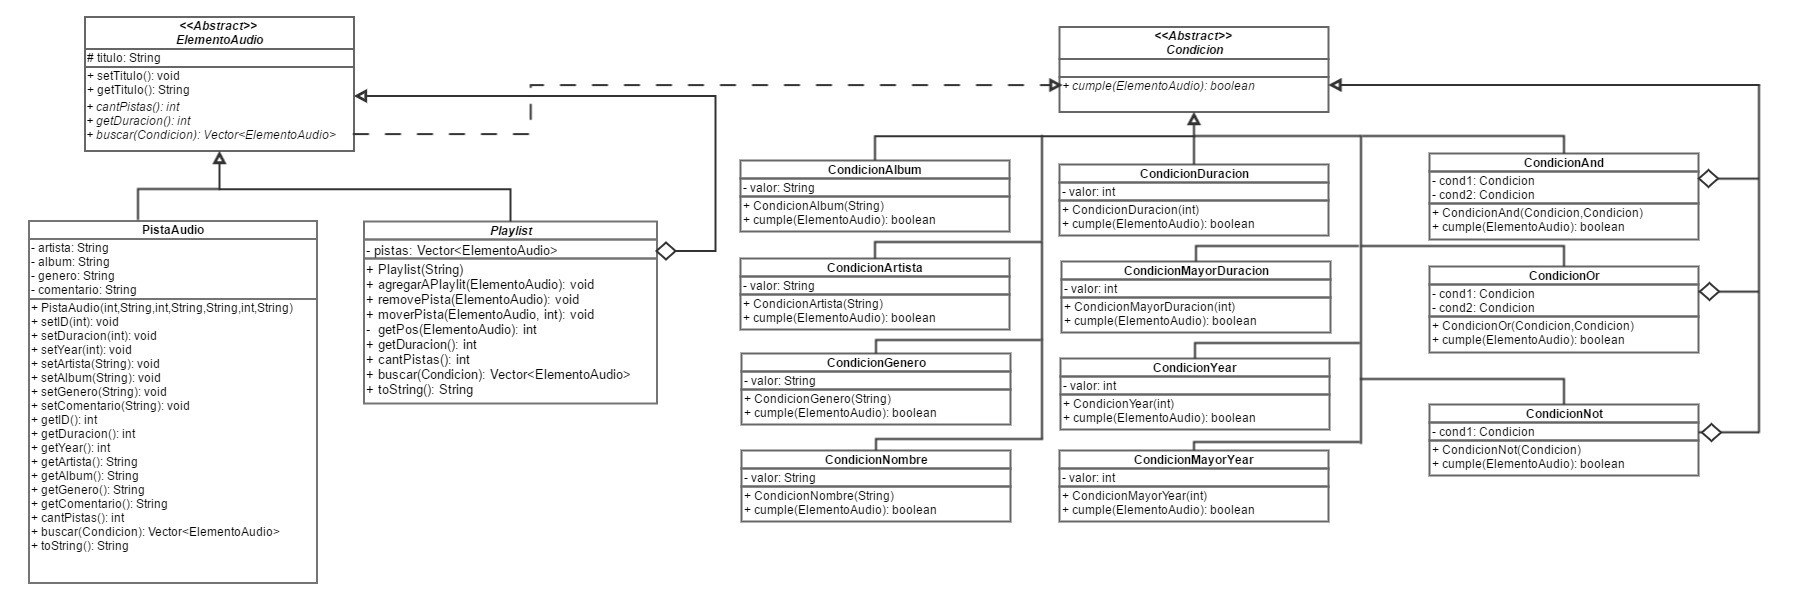 <<Abstract>>
ElementoAudio
# titulo: String
+ setTitulo(): void
+ getTitulo(): String
+ cantPistas(): int
+ getDuracion(): int
+ buscar(Condicion): Vector<ElementoAudio>
PistaAudio
- artista: String
- album: String
- genero: String
- comentario: String
+ PistaAudio(int,String,int,String,String,int,String)
+ setID(int): void
+ setDuracion(int): void
+ setYear(int): void
+ setArtista(String): void
+ setAlbum(String): void
+ setGenero(String): void
+ setComentario(String): void
+ getID(): int
+ getDuracion(): int
+ getYear(): int
+ getArtista(): String
+ getAlbum(): String
+ getGenero(): String
+ getComentario(): String
+ cantPistas(): int
+ buscar(Condicion): Vector<ElementoAudio>
+ toString(): String
Playlist
- pistas: Vector<ElementoAudio>
+ Playlist(String)
+ agregarAPlaylit(ElementoAudio): void
+ removePista(ElementoAudio): void
+ moverPista(ElementoAudio, int): void
- getPos(ElementoAudio): int
+ getDuracion(): int
+ cantPistas(): int
+ buscar(Condicion): Vector<ElementoAudio>
+ toString(): String
<<Abstract>>
Condicion
+ cumple(ElementoAudio): boolean
CondicionAlbum
- valor: String
+ CondicionAlbum(String)
+ cumple(ElementoAudio): boolean
CondicionArtista
- valor: String
+ CondicionArtista(String)
+ cumple(ElementoAudio): boolean
CondicionGenero
- valor: String
+ CondicionGenero(String)
+ cumple(ElementoAudio): boolean
CondicionNombre
- valor: String
+ CondicionNombre(String)
+ cumple(ElementoAudio): boolean
CondicionDuracion
- valor: int
+ CondicionDuracion(int)
+ cumple(ElementoAudio): boolean
CondicionMayorDuracion
- valor: int
+ CondicionMayorDuracion(int)
+ cumple(ElementoAudio): boolean
CondicionYear
- valor: int
+ CondicionYear(int)
+ cumple(ElementoAudio): boolean
CondicionMayorYear
- valor: int
+ CondicionMayorYear(int)
+ cumple(ElementoAudio): boolean
CondicionAnd
- cond1: Condicion
- cond2: Condicion
+ CondicionAnd(Condicion,Condicion)
+ cumple(ElementoAudio): boolean
CondicionOr
- cond1: Condicion
- cond2: Condicion
+ CondicionOr(Condicion,Condicion)
+ cumple(ElementoAudio): boolean
CondicionNot
- cond1: Condicion
+ CondicionNot(Condicion)
+ cumple(ElementoAudio): boolean